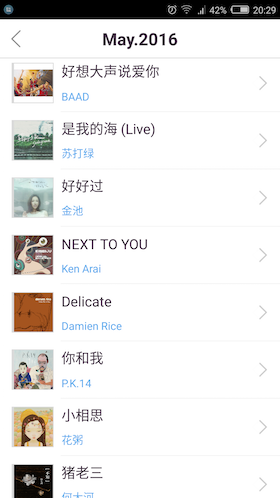 42% 20:29
May.2016
好想大声说爱你
BAAD
是我的海 (Live)
苏打绿
好好过
金池
NEXT TO YOU
Ken Arai
Delicate
Damien Rice
你和我
P.K.14
小相思
花粥
猪老三
何大河